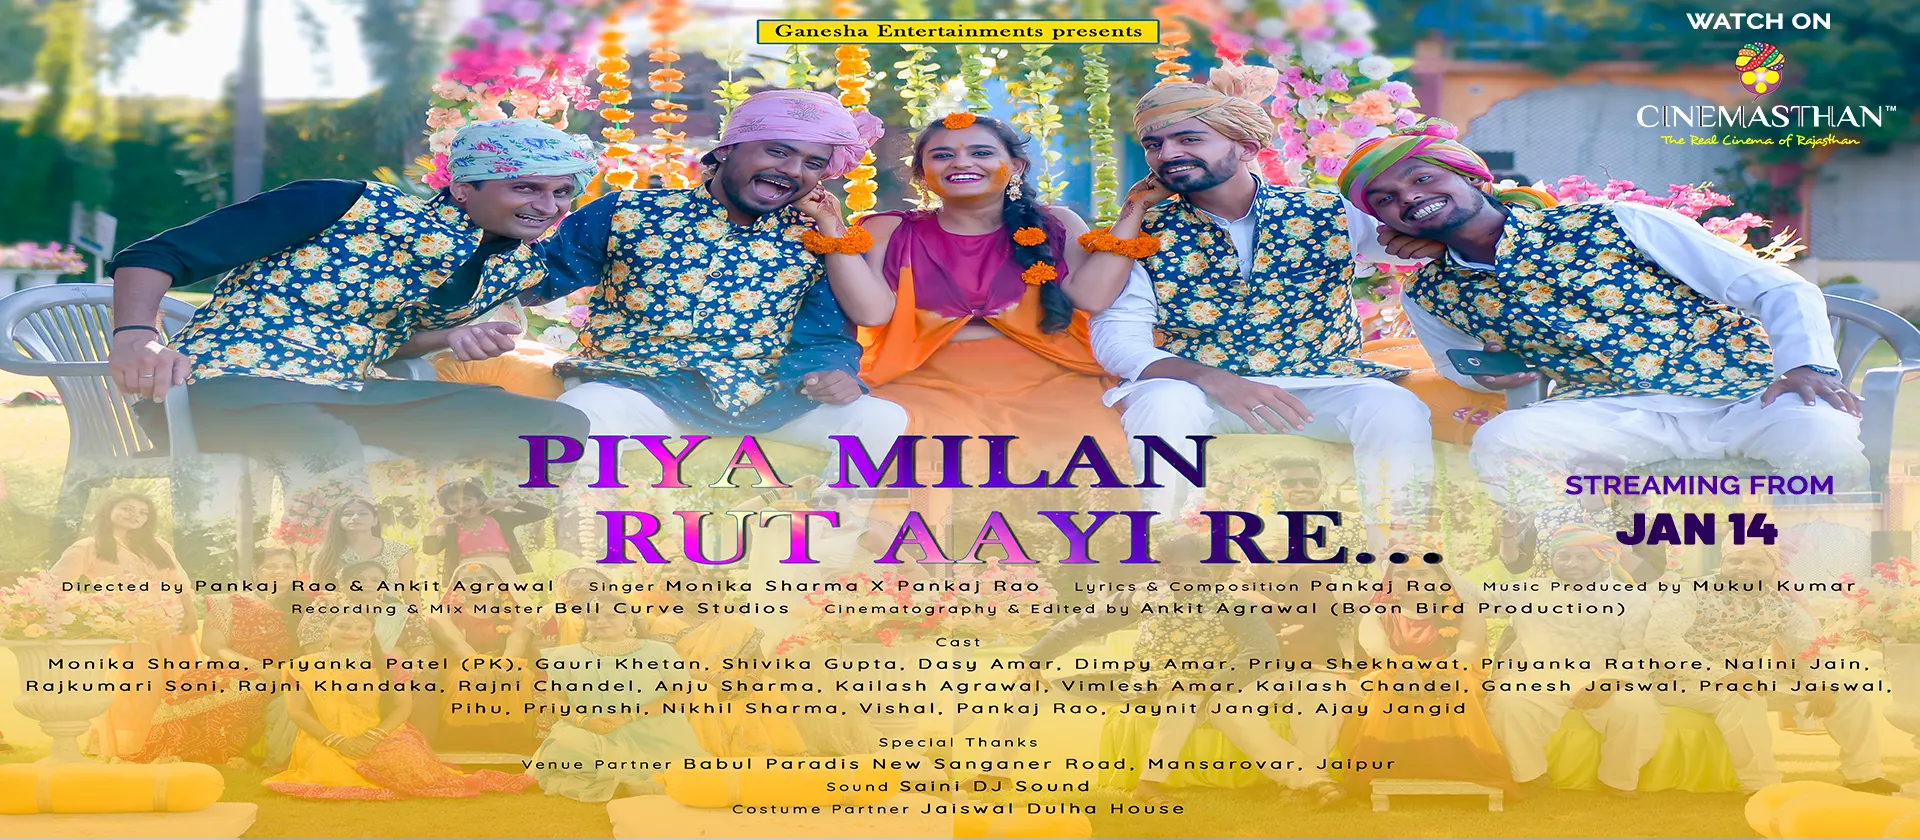 Ganesha Entertainments presents
WATCH ON
CINEMASTHAN™
The Real Cinema of Rajasthan
PIYA MILAN
RUT AAYI RE...
STREAMING FROM
JAN 14
Directed by Pankaj Rao & Ankit Agrawal Singer Monika Sharma X Pankaj Rao Lyrics & Composition Pankaj Rao Music Produced by Mukul Kumar
Recording & Mix Master Bell Curve Studios Cinematography & Edited by Ankit Agrawal (Boon Bird Production)
Cast
Monika Sharma, Priyanka Patel (PK), Gauri Khetan, Shivika Gupta, Dasy Amar, Dimpy Amar, Priya Shekhawat, Priyanka Rathore, Nalini Jain,
Rajkumari Soni, Rajni Khandaka, Rajni Chandel, Anju Sharma, Kailash Agrawal, Vimlesh Amar, Kailash Chandel, Ganesh Jaiswal, Prachi Jaiswal,
Pihu, Priyanshi, Nikhil Sharma, Vishal, Pankaj Rao, Jaynit Jangid, Ajay Jangid
Special Thanks
Venue Partner Babul Paradis New Sanganer Road, Mansarovar, Jaipur
Sound Saini DJ Sound
Costume Partner Jaiswal Dulha House